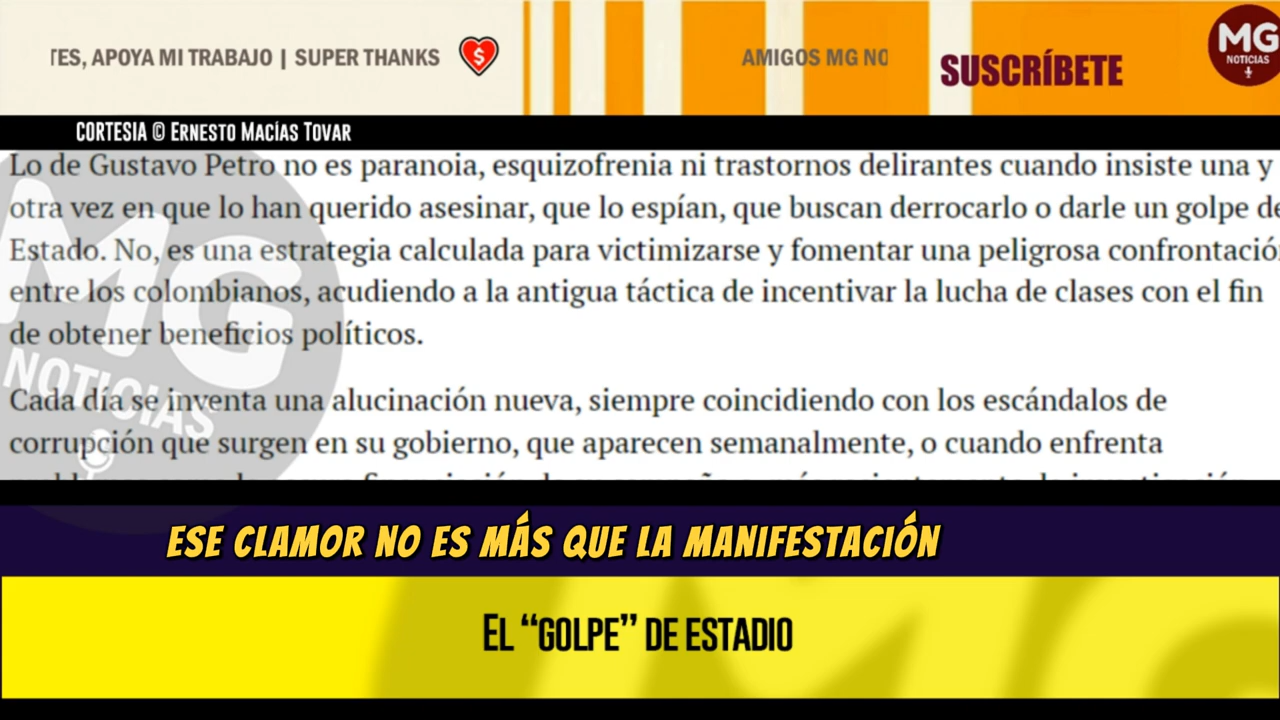 TES, APOYA MI TRABAJO | SUPER THANKS
AMIGOS MG NO
SUSCRÍBETE
MG
NOTICIAS
CORTESIA © ERNESTO MACÍAS TOVAR
Lo de Gustavo Petro no es paranoia, esquizofrenia ni trastornos delirantes cuando insiste una y
otra vez en que lo han querido asesinar, que lo espían, que buscan derrocarlo o darle un golpe de
Estado. No, es una estrategia calculada para victimizarse y fomentar una peligrosa confrontación
entre los colombianos, acudiendo a la antigua táctica de incentivar la lucha de clases con el fin
de obtener beneficios políticos.
Cada día se inventa una alucinación nueva, siempre coincidiendo con los escándalos de
corrupción que surgen en su gobierno, que aparecen semanalmente, o cuando enfrenta
MG
NOTICIAS
ESE CLAMOR NO ES MÁS QUE LA MANIFESTACIÓN
EL “GOLPE” DE ESTADIO